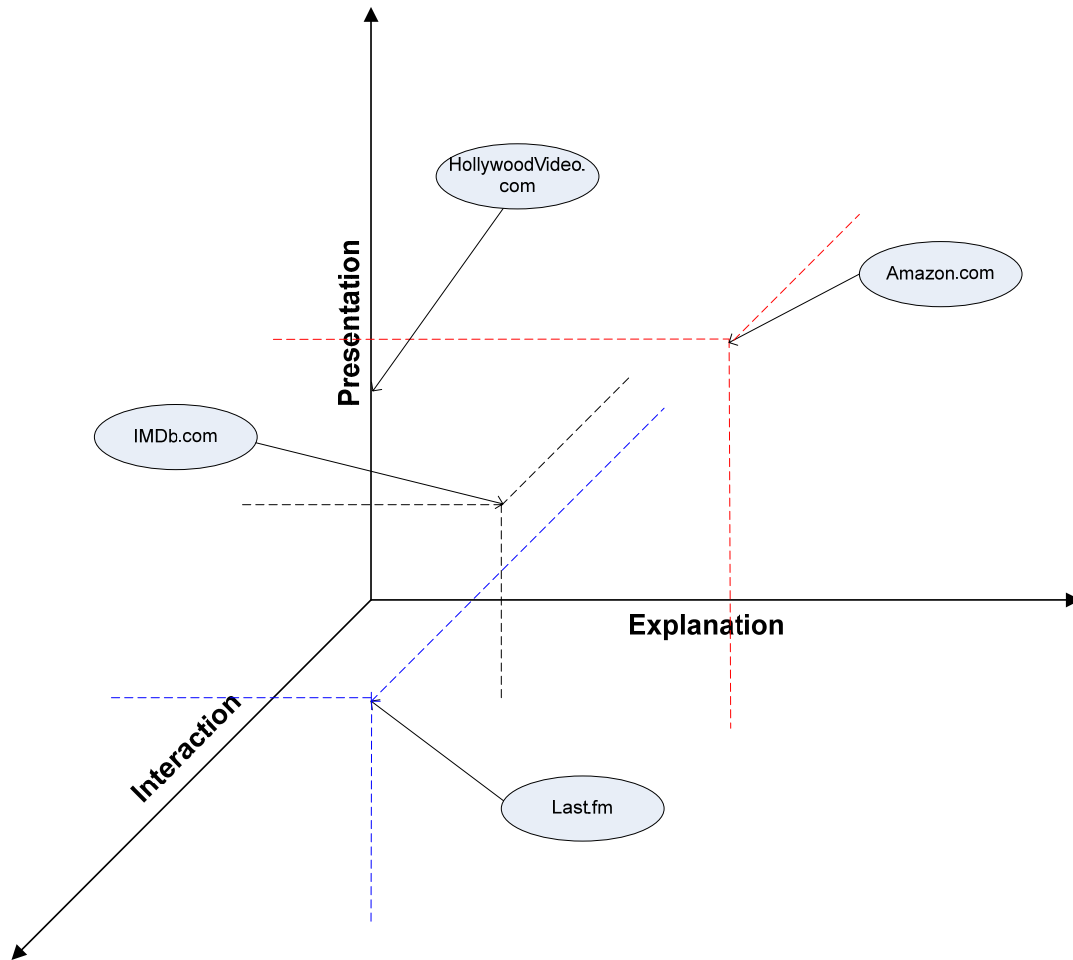 HollywoodVideo.
com
Amazon.com
Presentation
IMDb.com
Explanation
Interaction
Last.fm